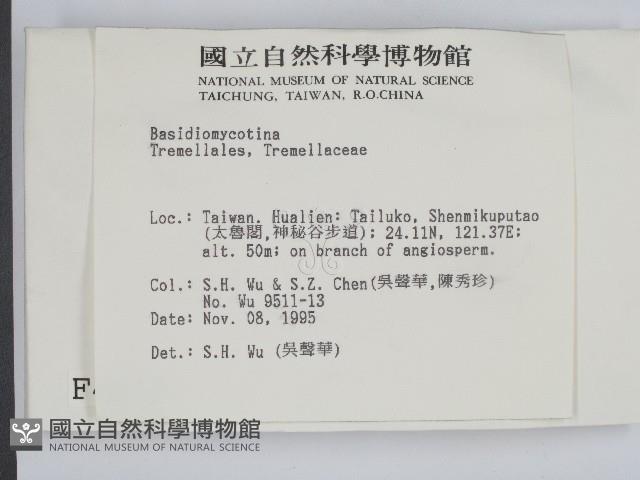 國立自然科學博物館
NATIONAL MUSEUM OF NATURAL SCIENCE
TAICHUNG, TAIWAN, R.O.CHINA
Basidiomycotina
Tremellales, Tremellaceae
Loc.: Taiwan. Hualien: Tailuko, Shenmikuputao
(太魯閣,神秘谷步道); 24.11N, 121.37E;
alt. 50m; on branch of angiosperm.
Col.: S.H. Wu & S.Z. Chen(吳聲華,陳秀珍)
No. Wu 9511-13
Date: Nov. 08, 1995
Det.: S.H. Wu (吳聲華)
國立自然科學博物館
NATIONAL MUSEUM OF NATURAL SCIENCE